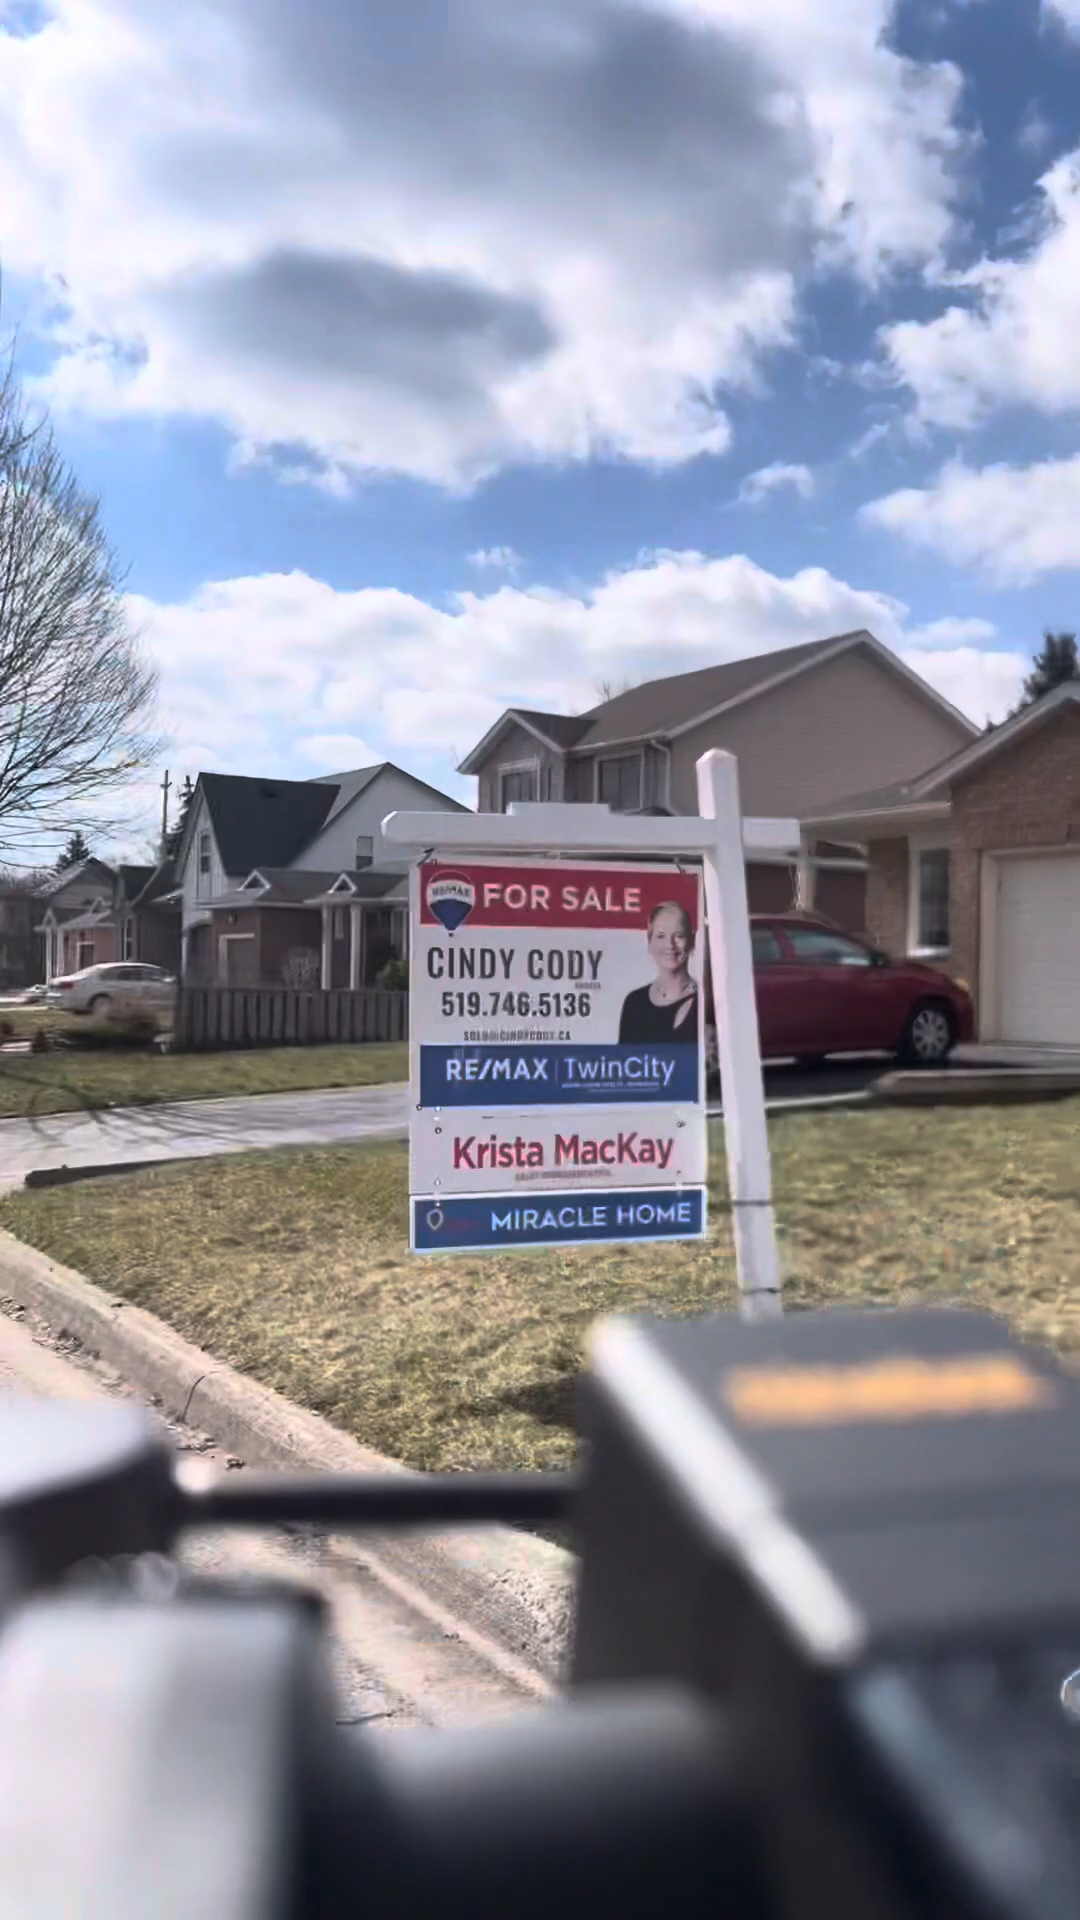 RE/MAX
FOR SALE
CINDY CODY
BROKER
519.746.5136
SOLD@CINDYCODY.CA
RE/MAX | TwinCity
Krista MacKay
MIRACLE HOME